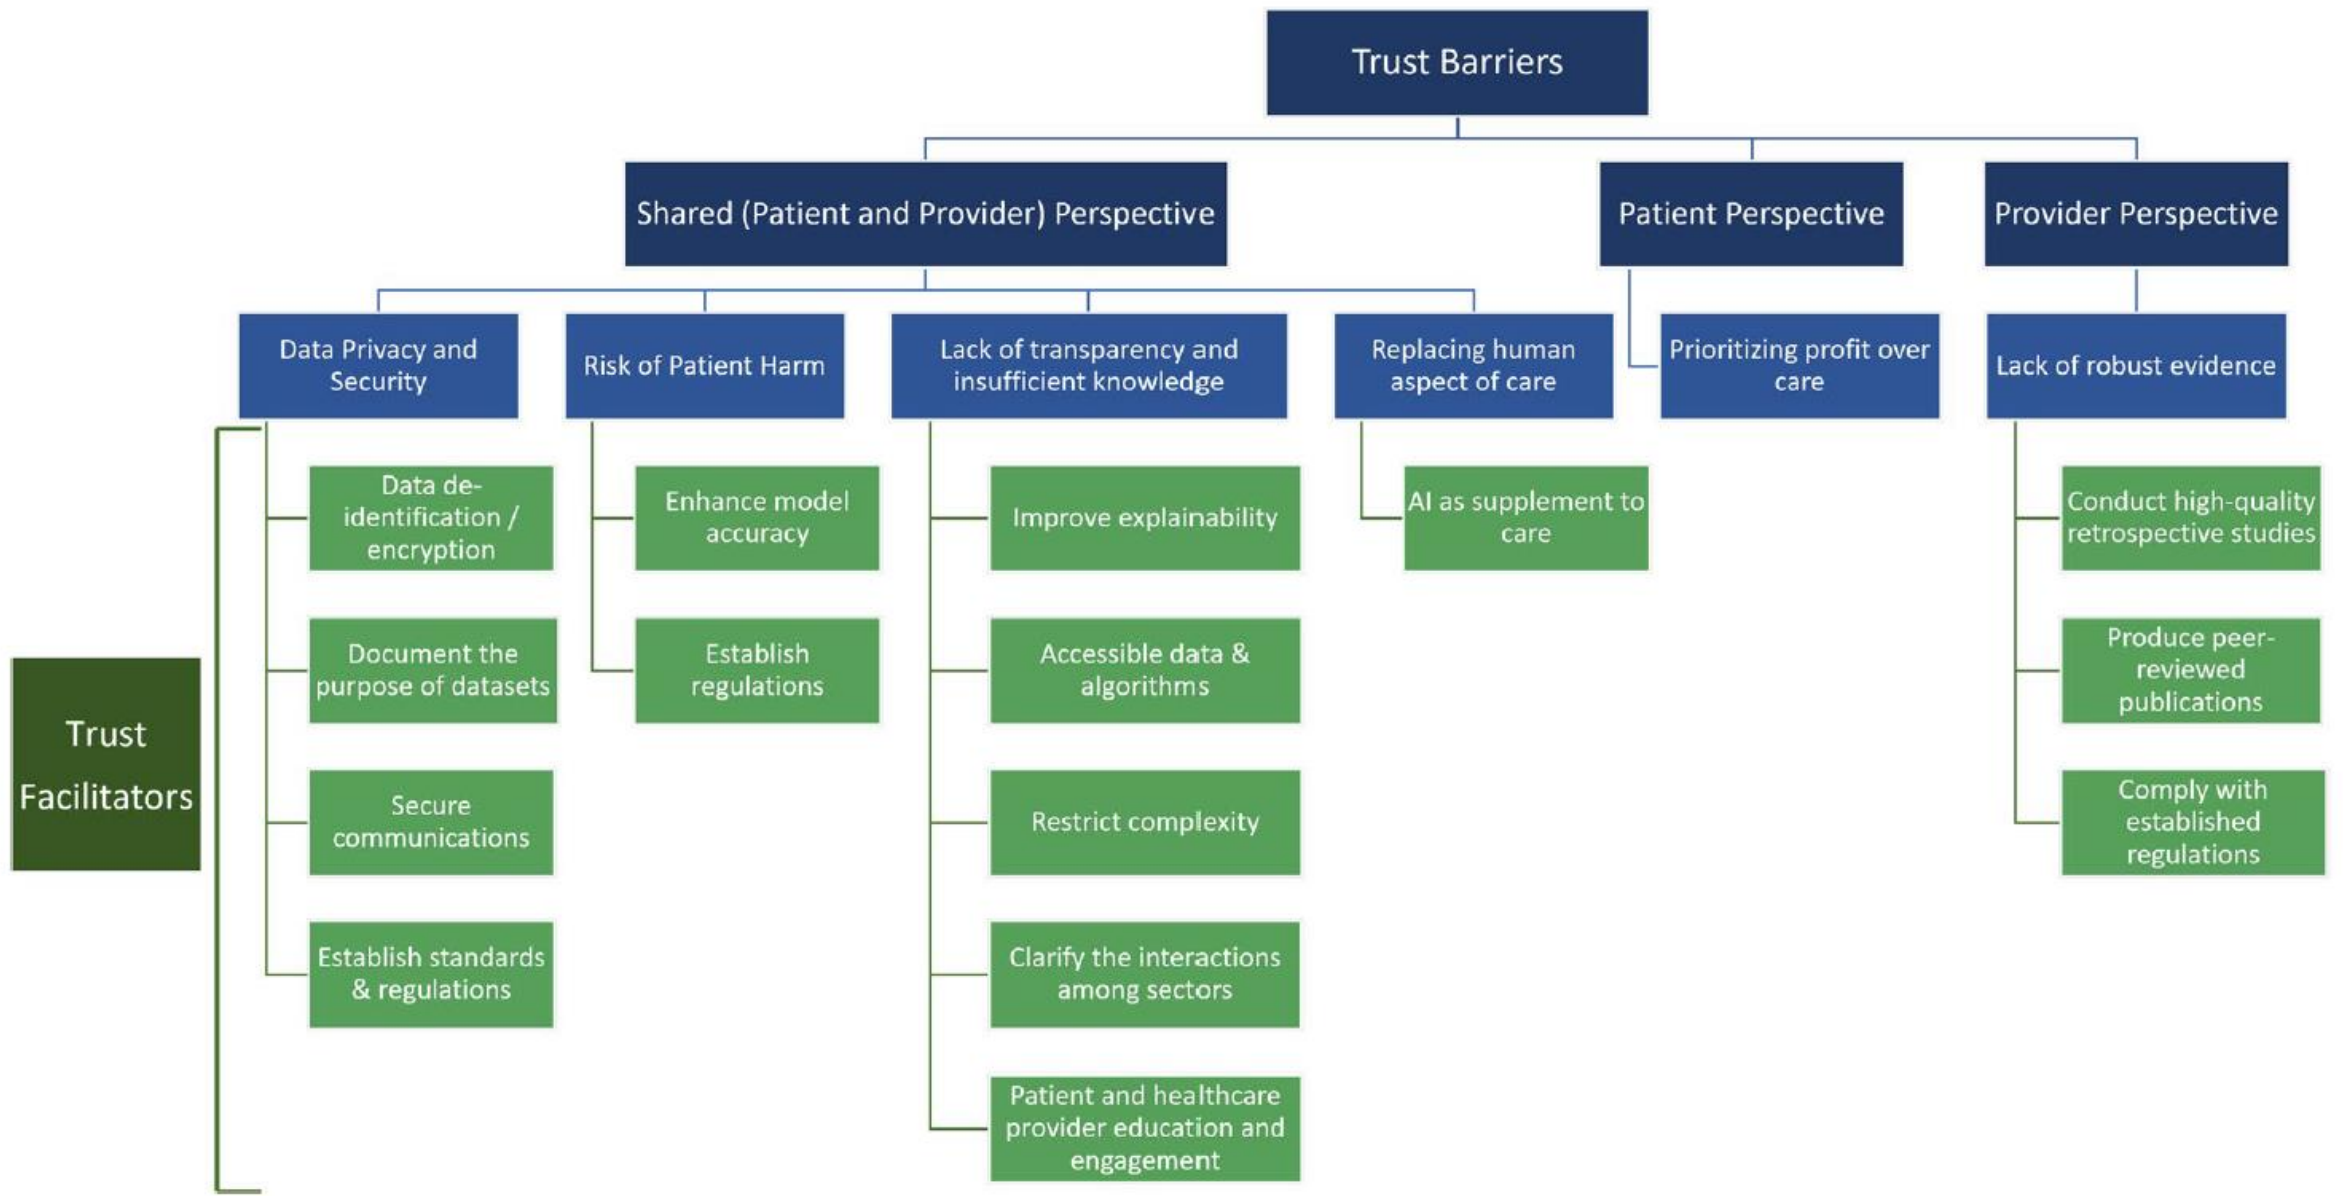 Trust Barriers
Shared (Patient and Provider) Perspective
Patient Perspective
Provider Perspective
Data Privacy and
Security
Risk of Patient Harm
Lack of transparency and
insufficient knowledge
Replacing human
aspect of care
Prioritizing profit over
care
Lack of robust evidence
Trust
Facilitators
Data de-
identification /
encryption
Document the
purpose of datasets
Secure
communications
Establish standards
& regulations
Enhance model
accuracy
Establish
regulations
Improve explainability
Accessible data &
algorithms
Restrict complexity
Clarify the interactions
among sectors
Patient and healthcare
provider education and
engagement
AI as supplement to
care
Conduct high-quality
retrospective studies
Produce peer-
reviewed
publications
Comply with
established
regulations